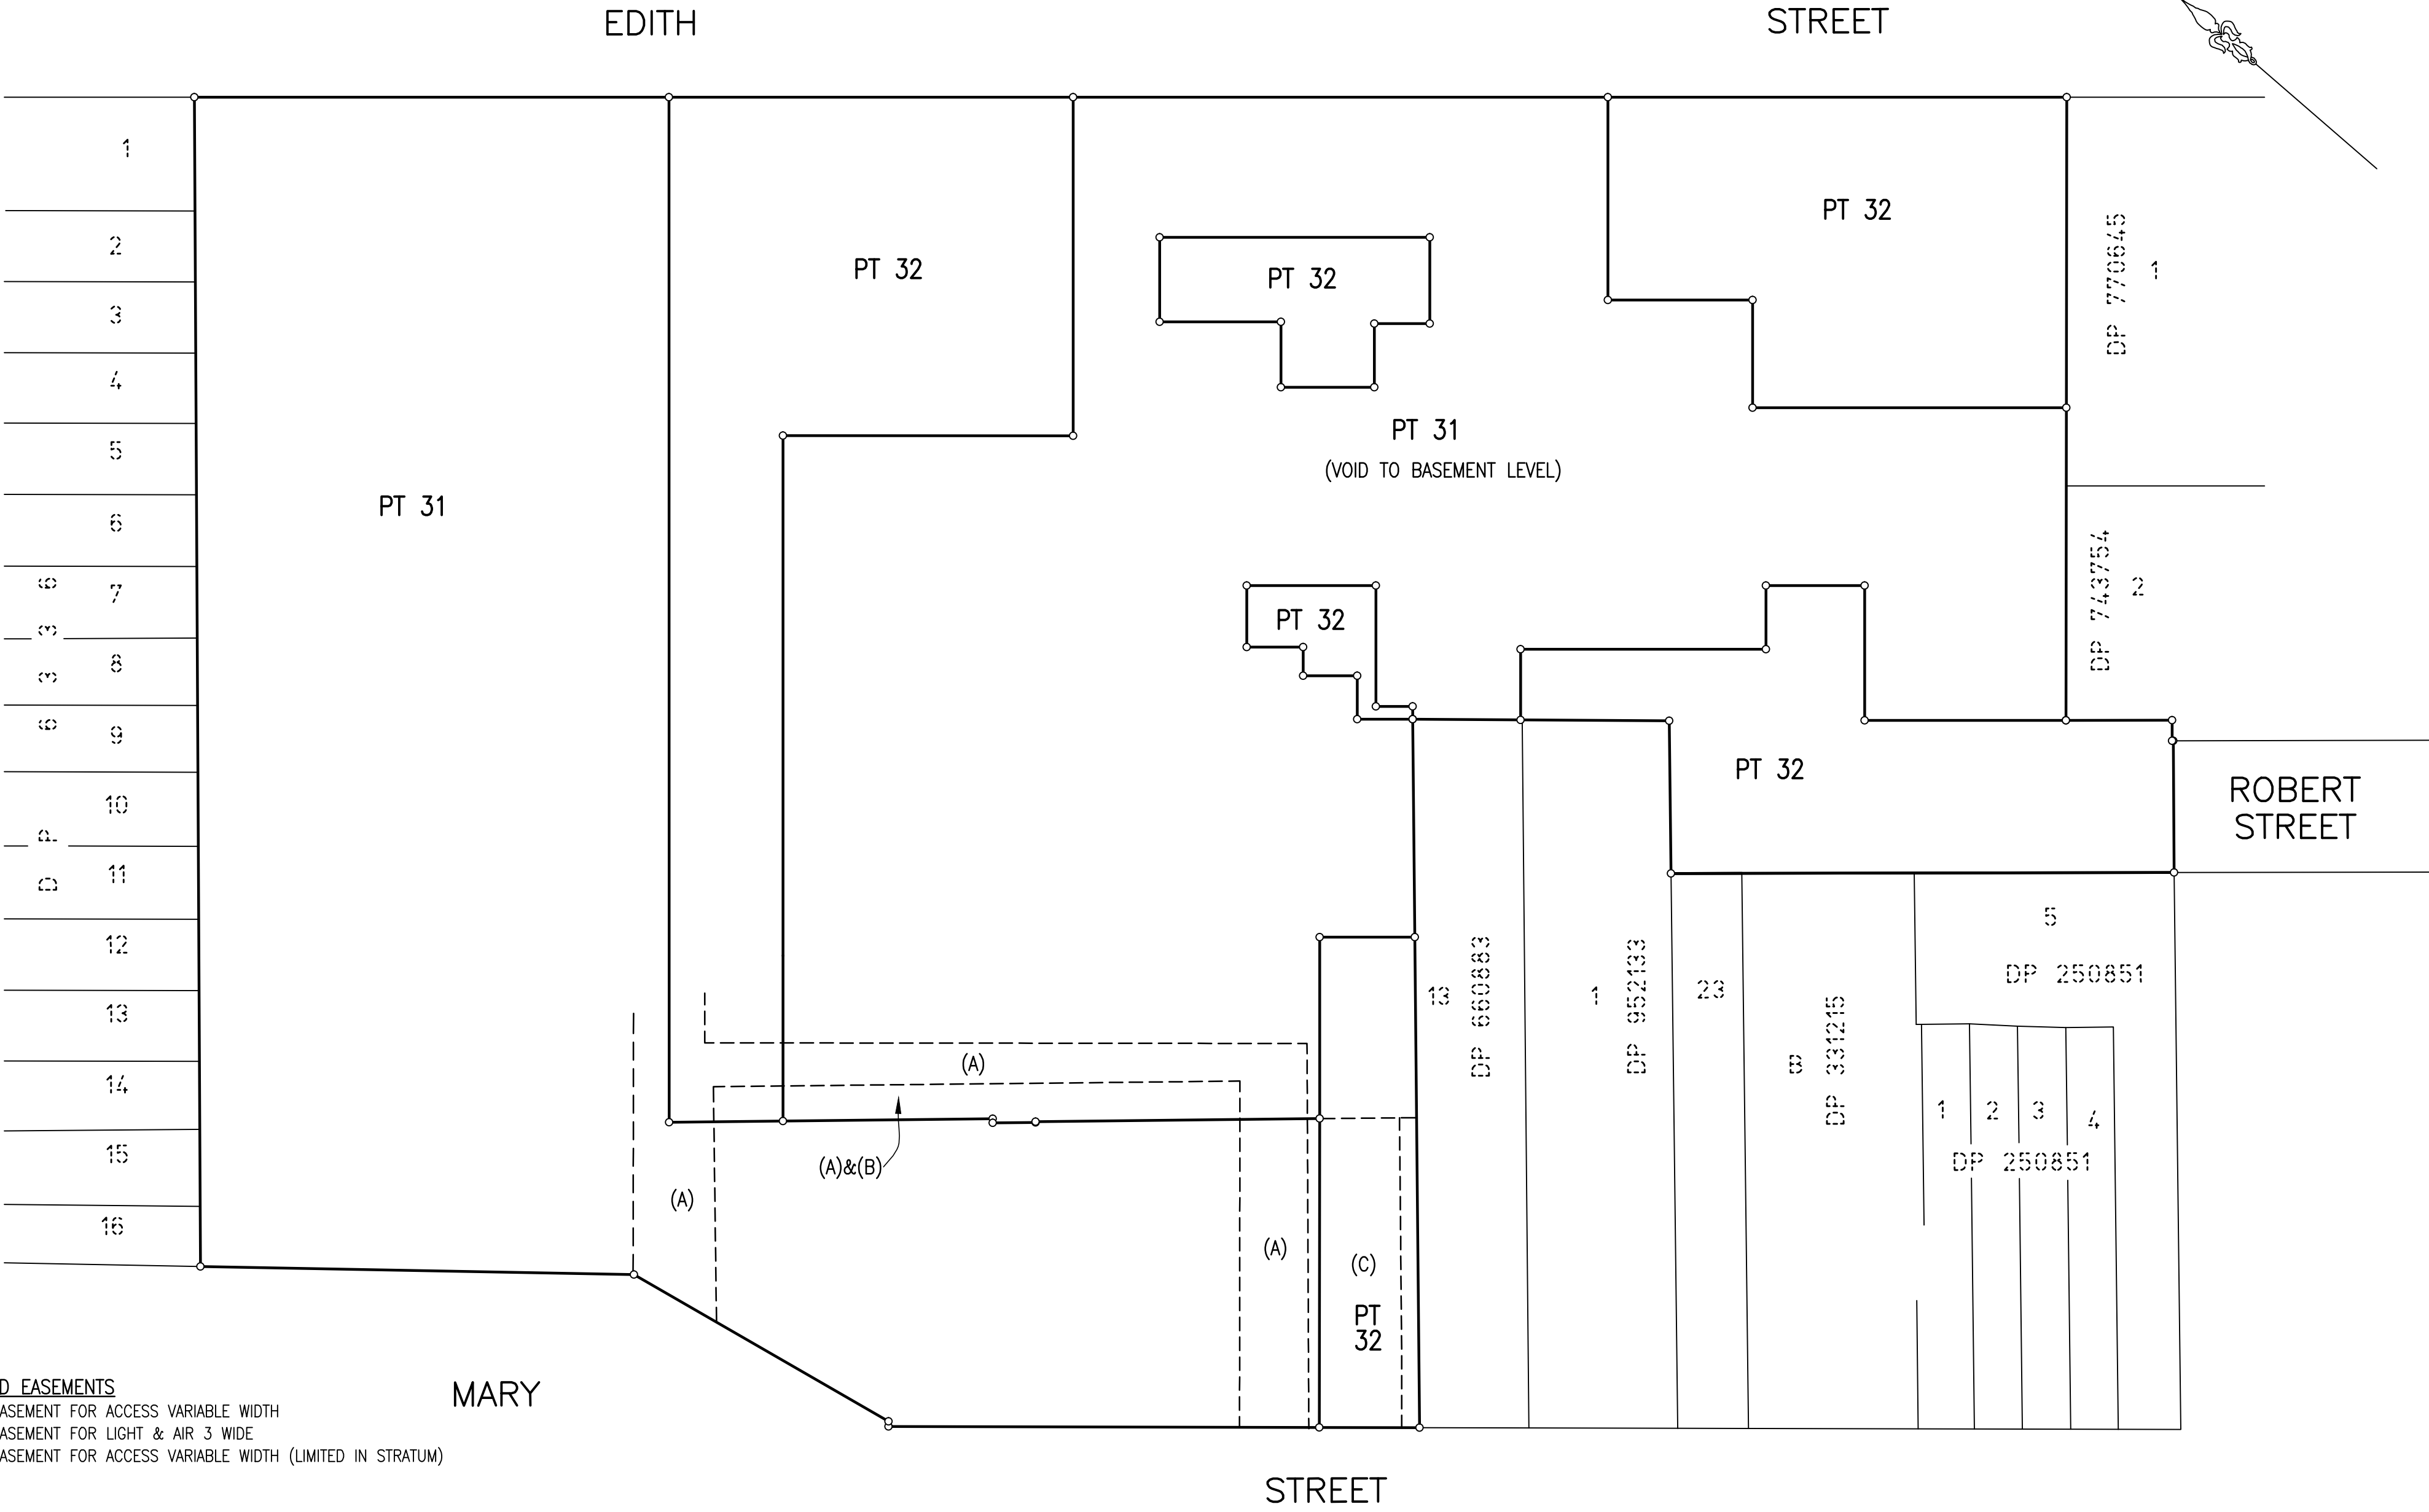 EDITH STREET
1
2
3
4
5
6
7
8
9
10
11
12
13
14
15
16
DP 6336
PT 31
PT 32
PT 32
PT 32
PT 31
(VOID TO BASEMENT LEVEL)
PT 32
PT 32
DP 770645
1
DP 743754
2
ROBERT
STREET
13
DP 660883
1
DP 952133
23
B
DP 331215
5
DP 250851
1
2
3
4
DP 250851
(A)
(A)&(B)
(A)
(A)
(C)
PT
32
D EASEMENTS
ASEMENT FOR ACCESS VARIABLE WIDTH
ASEMENT FOR LIGHT & AIR 3 WIDE
ASEMENT FOR ACCESS VARIABLE WIDTH (LIMITED IN STRATUM)
MARY
STREET